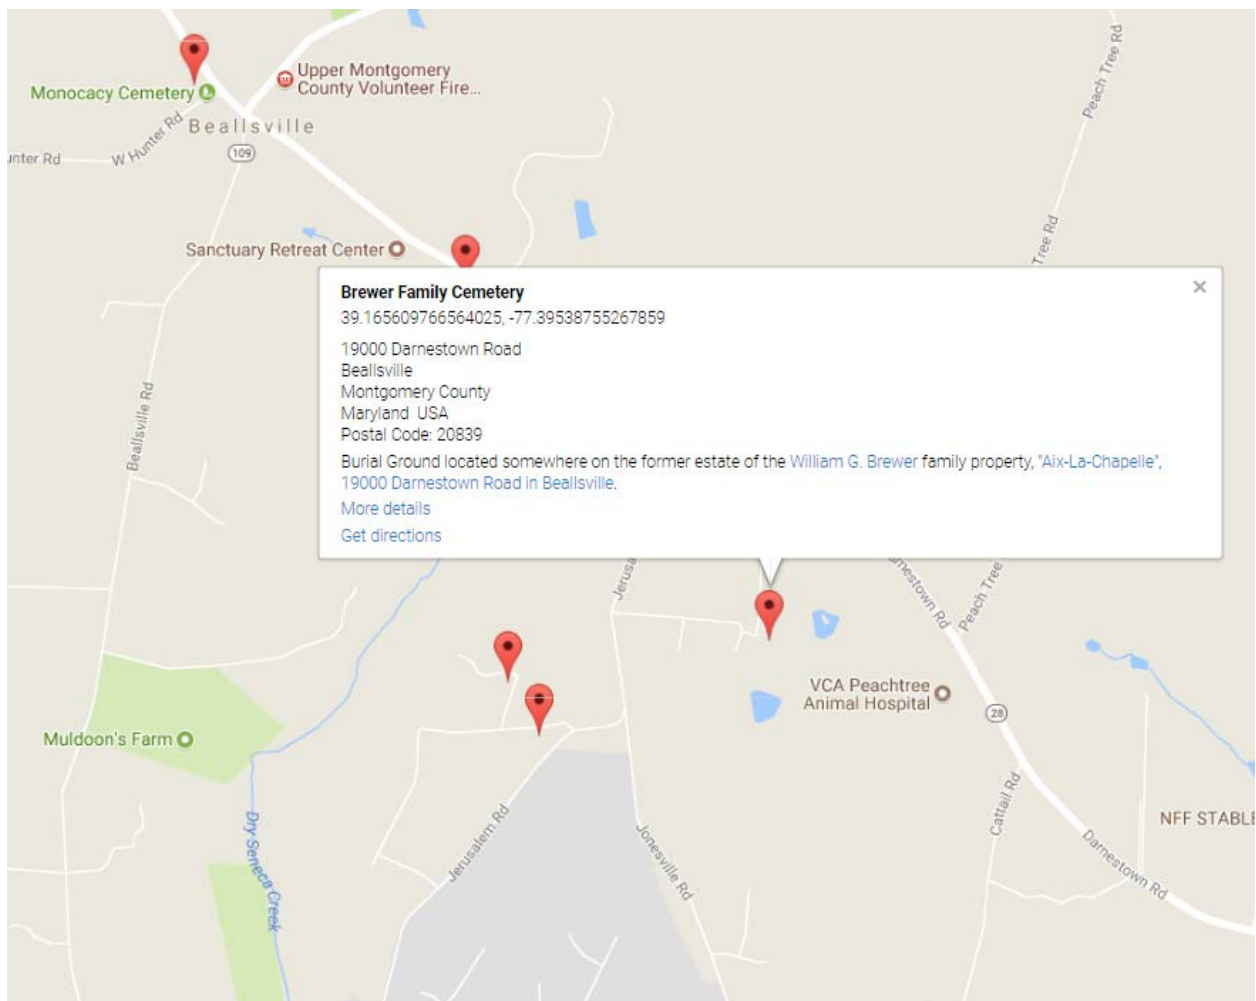 Peach Tree Rd
Upper Montgomery
County Volunteer Fire...
Monocacy Cemetery
Beallsville
W Hunter Rd
unter Rd
109
Sanctuary Retreat Center
Tree Rd
Brewer Family Cemetery
39.165609766564025, -77.39538755267859
19000 Darnestown Road
Beallsville
Montgomery County
Maryland USA
Postal Code: 20839
Burial Ground located somewhere on the former estate of the William G. Brewer family property, "Aix-La-Chapelle",
19000 Darnestown Road in Beallsville.
More details
Get directions
Beallsville Rd
Jerusa
rnestown Rd
Peach Tree
VCA Peachtree
Animal Hospital
28
Muldoon's Farm
Dry Seneca Creek
Jerusalem Rd
Jonesville Rd
Cattail Rd
NFF STABLE
Darnestown Rd